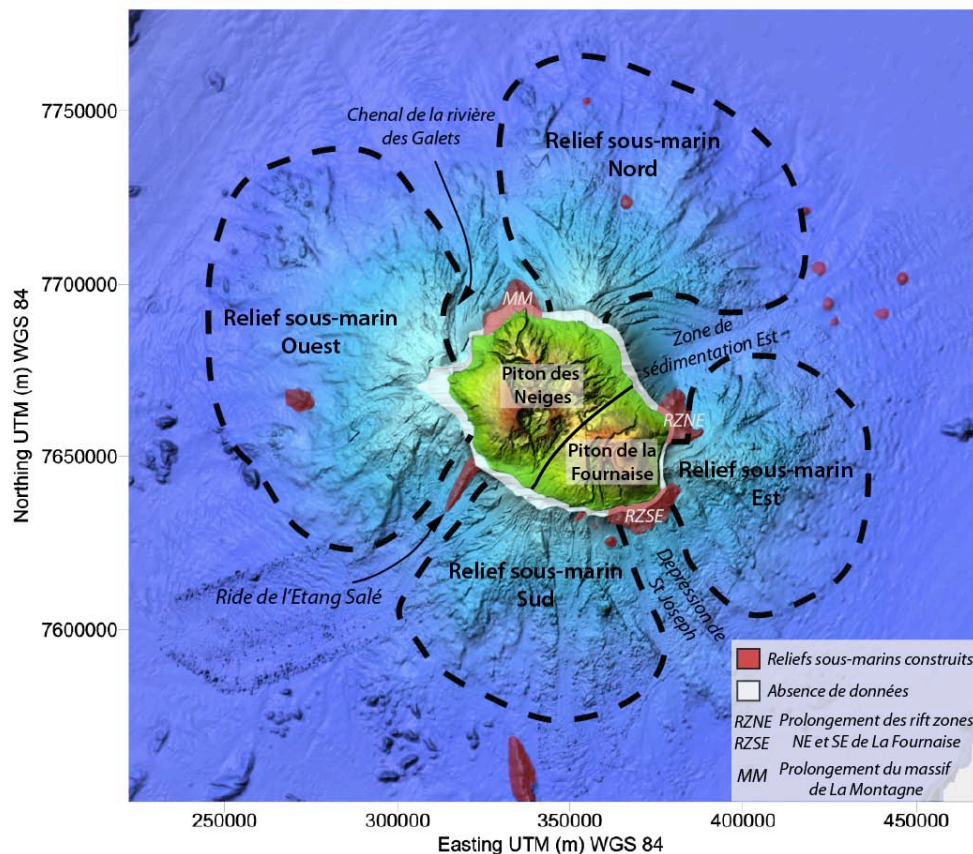 7750000
7700000
7650000
7600000
Northing UTM (m) WGS 84
250000
300000
350000
400000
450000
Easting UTM (m) WGS 84
Chenal de la rivière
des Galets
Relief sous-marin
Nord
Relief sous-marin
Ouest
MM
Zone de
sédimentation Est
Piton des
Neiges
RZNE
Piton de la
Fournaise
Relief sous-marin
Est
RZSE
Relief sous-marin
Sud
Dépression de
St Joseph
Ride de l'Etang Salé
Reliefs sous-marins construits
Absence de données
RZNE Prolongement des rift zones
RZSE NE et SE de La Fournaise
MM Prolongement du massif
de La Montagne